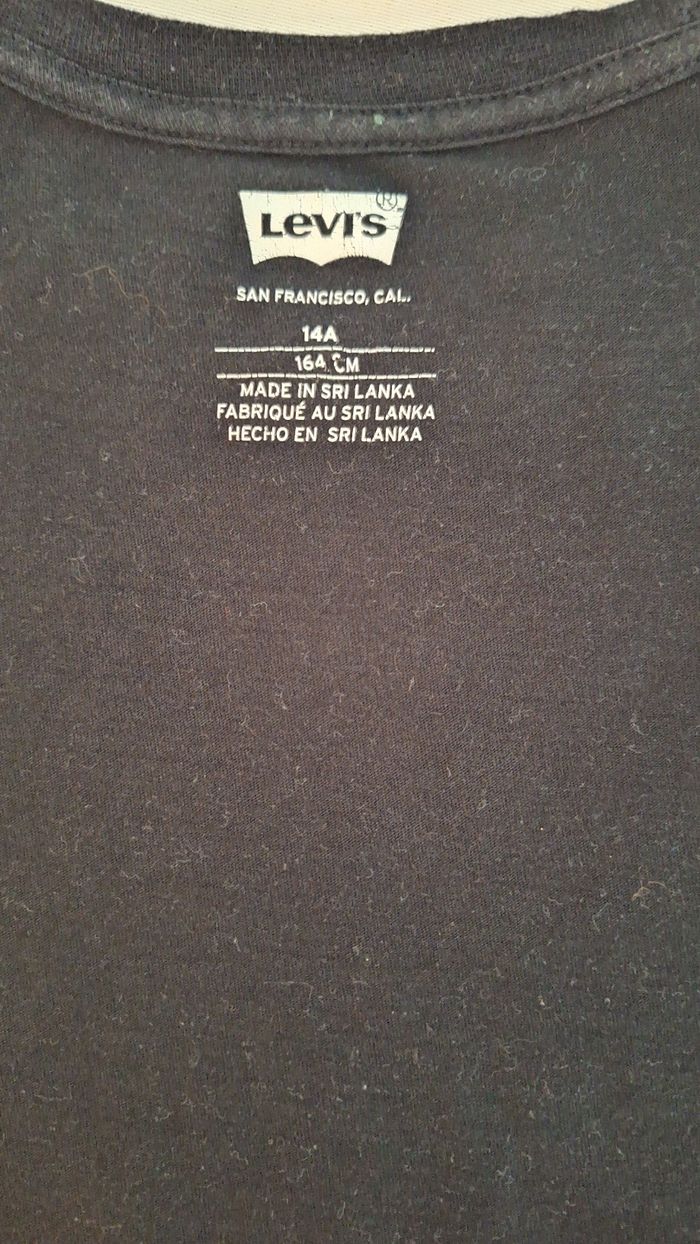 Levi's®
SAN FRANCISCO, CAL.
14A
164 CM
MADE IN SRI LANKA
FABRIQUÉ AU SRI LANKA
HECHO EN SRI LANKA